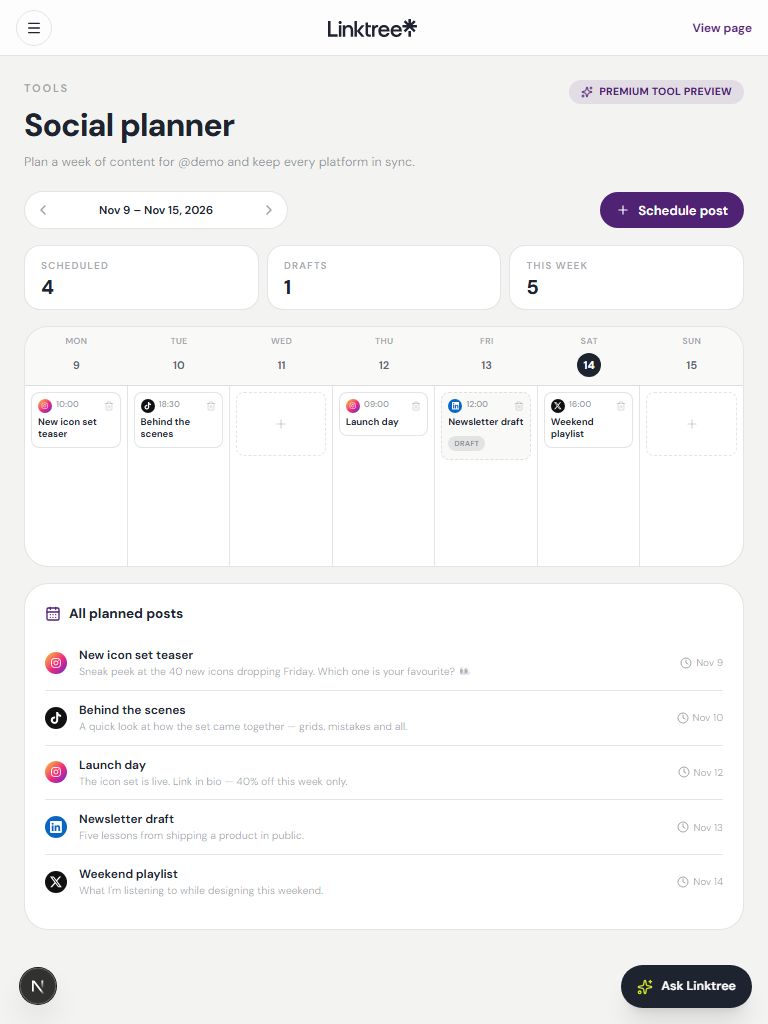 Linktree
View page
TOOLS
PREMIUM TOOL PREVIEW
Social planner
Plan a week of content for @demo and keep every platform in sync.
Nov 9 – Nov 15, 2026
+ Schedule post
SCHEDULED
4
DRAFTS
1
THIS WEEK
5
MON
9
TUE
10
WED
11
THU
12
FRI
13
SAT
14
SUN
15
10:00
New icon set
teaser
18:30
Behind the
scenes
+
09:00
Launch day
12:00
Newsletter draft
DRAFT
16:00
Weekend
playlist
+
All planned posts
New icon set teaser
Sneak peek at the 40 new icons dropping Friday. Which one is your favourite? 👀
Nov 9
Behind the scenes
A quick look at how the set came together — grids, mistakes and all.
Nov 10
Launch day
The icon set is live. Link in bio — 40% off this week only.
Nov 12
Newsletter draft
Five lessons from shipping a product in public.
Nov 13
Weekend playlist
What I'm listening to while designing this weekend.
Nov 14
N
Ask Linktree